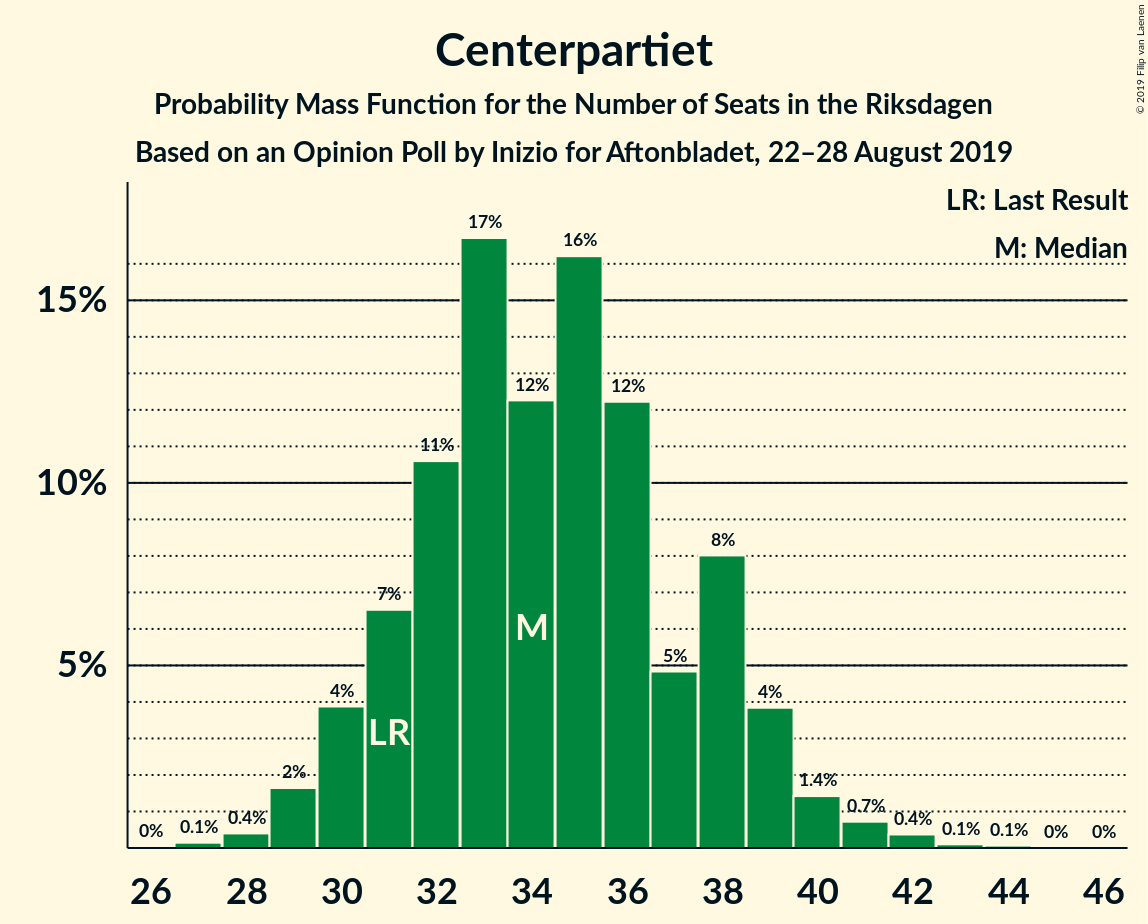 Centerpartiet
Probability Mass Function for the Number of Seats in the Riksdagen
Based on an Opinion Poll by Inizio for Aftonbladet, 22–28 August 2019
© 2019 Filip van Laenen
LR: Last Result
M: Median
15%
10%
5%
0%
0.1%
0.4%
2%
4%
7%
11%
17%
12%
16%
12%
5%
8%
4%
1.4%
0.7%
0.4%
0.1%
0.1%
0%
0%
LR
M
26 28 30 32 34 36 38 40 42 44 46